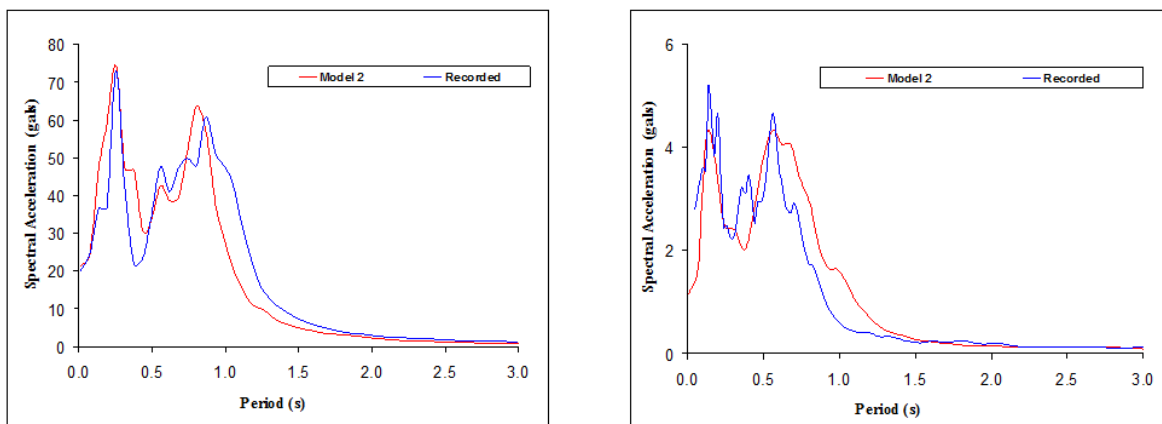 Spectral Acceleration (gals)
80
70
60
50
40
30
20
10
0
Model 2 Recorded
0.0 0.5 1.0 1.5 2.0 2.5 3.0
Period (s)
Spectral Acceleration (gals)
6
4
2
0
Model 2 Recorded
0.0 0.5 1.0 1.5 2.0 2.5 3.0
Period (s)